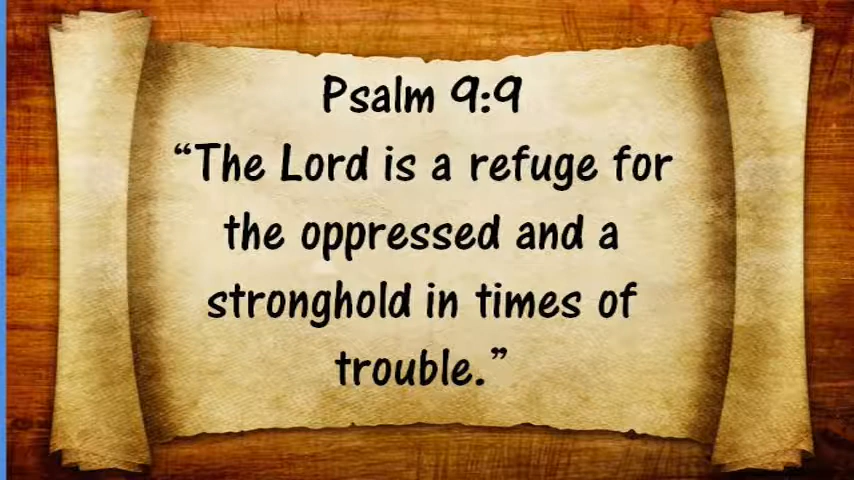 Psalm 9:9
“The Lord is a refuge for
the oppressed and a
stronghold in times of
trouble.”